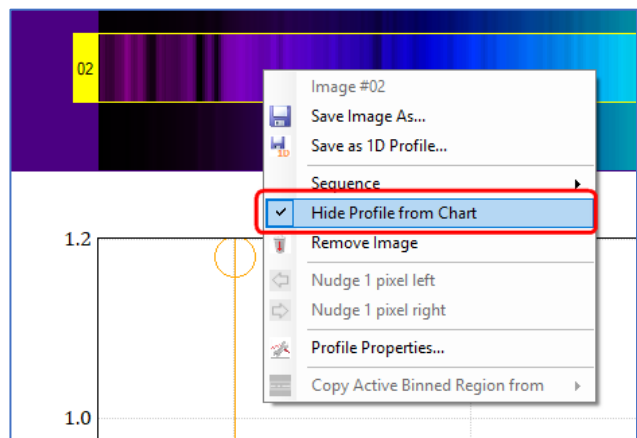 02
Image #02
Save Image As...
Save as 1D Profile...
1D
Sequence
Hide Profile from Chart
1.2
Remove Image
Nudge 1 pixel left
Nudge 1 pixel right
Profile Properties...
Copy Active Binned Region from
1.0